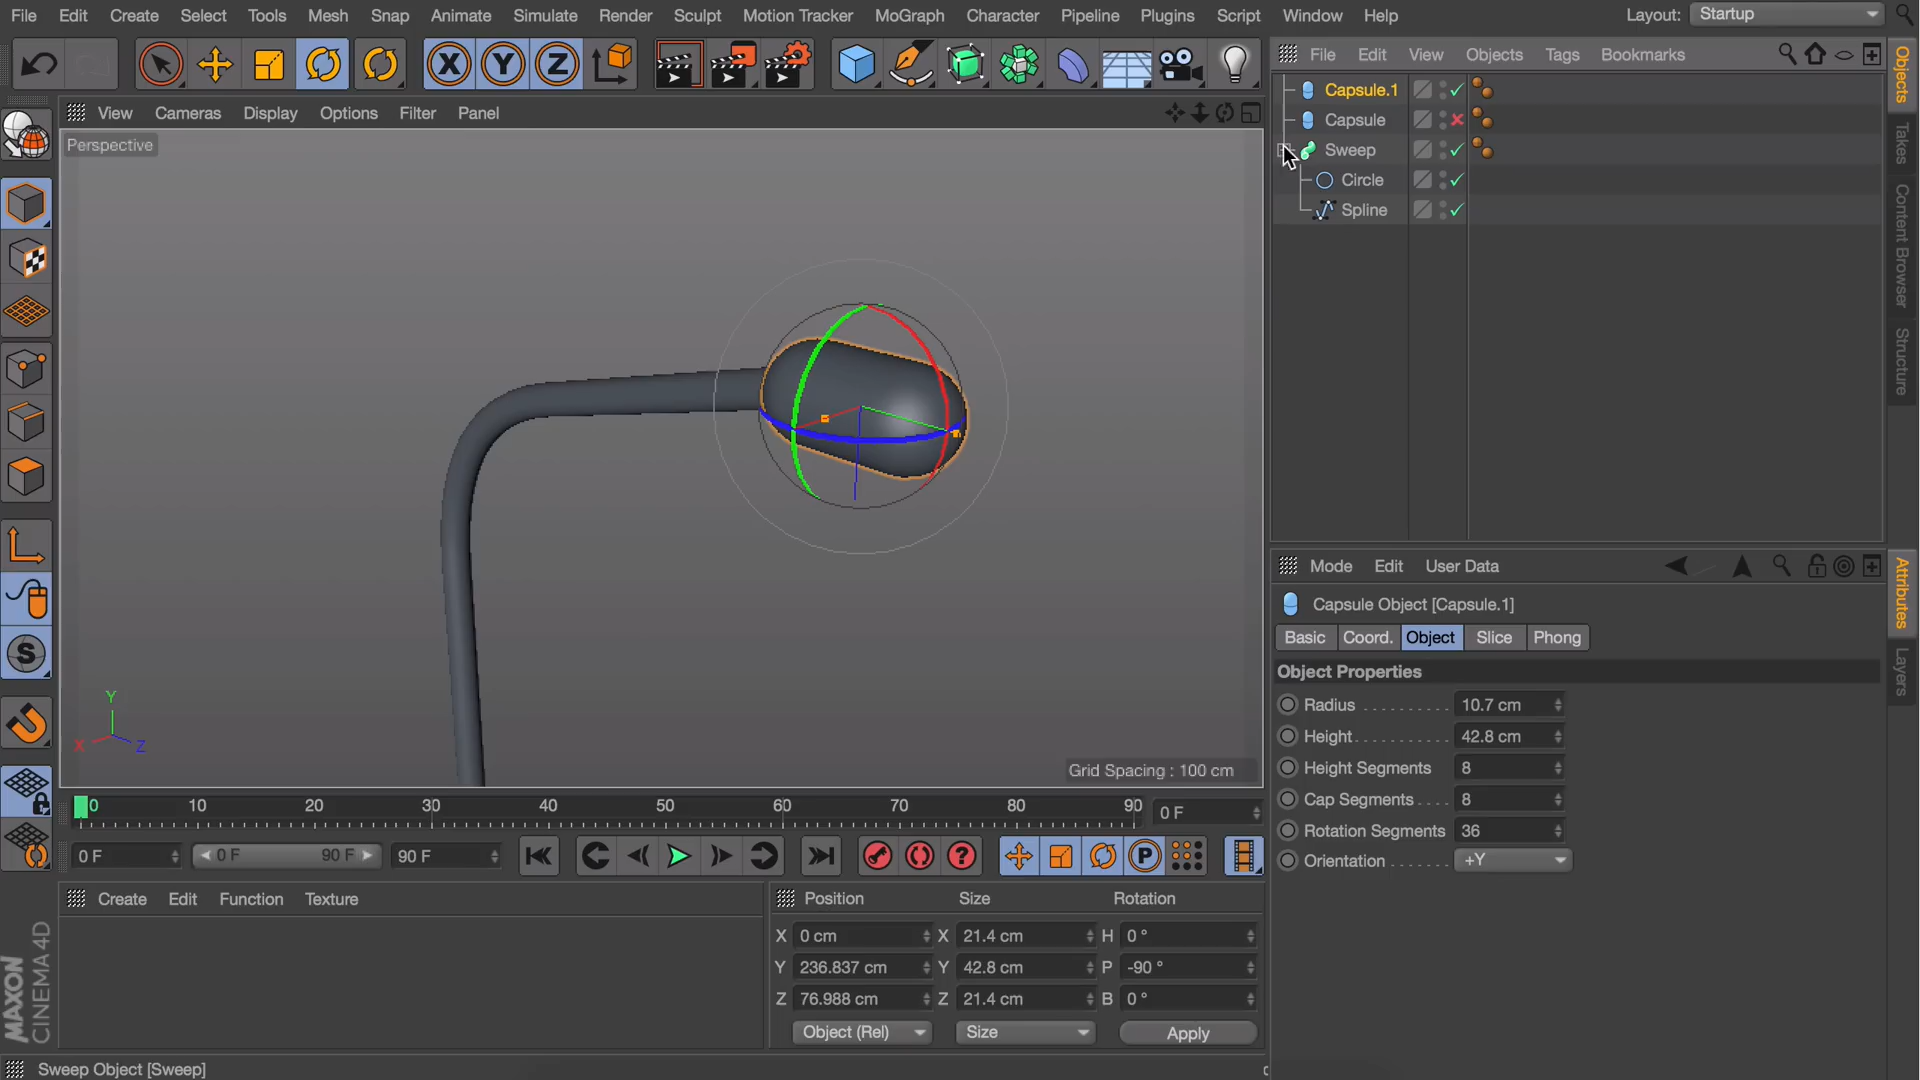 File Edit Create Select Tools Mesh Snap Animate Simulate Render Sculpt Motion Tracker MoGraph Character Pipeline Plugins Script Window Help Layout: Startup
X Y Z
File Edit View Objects Tags Bookmarks
View Cameras Display Options Filter Panel
Perspective
Capsule.1
Capsule
Sweep
Circle
Spline
Objects
Takes
Content Browser
Structure
Y
X Z
Grid Spacing : 100 cm
0 10 20 30 40 50 60 70 80 90 0 F
0 F 0 F 90 F 90 F
Create Edit Function Texture
Position Size Rotation
X 0 cm X 21.4 cm H 0 °
Y 236.837 cm Y 42.8 cm P -90 °
Z 76.988 cm Z 21.4 cm B 0 °
Object (Rel) Size Apply
Mode Edit User Data
Capsule Object [Capsule.1]
Basic Coord. Object Slice Phong
Object Properties
Radius 10.7 cm
Height 42.8 cm
Height Segments 8
Cap Segments 8
Rotation Segments 36
Orientation +Y
Attributes
Layers
MAXON
CINEMA 4D
Sweep Object [Sweep]